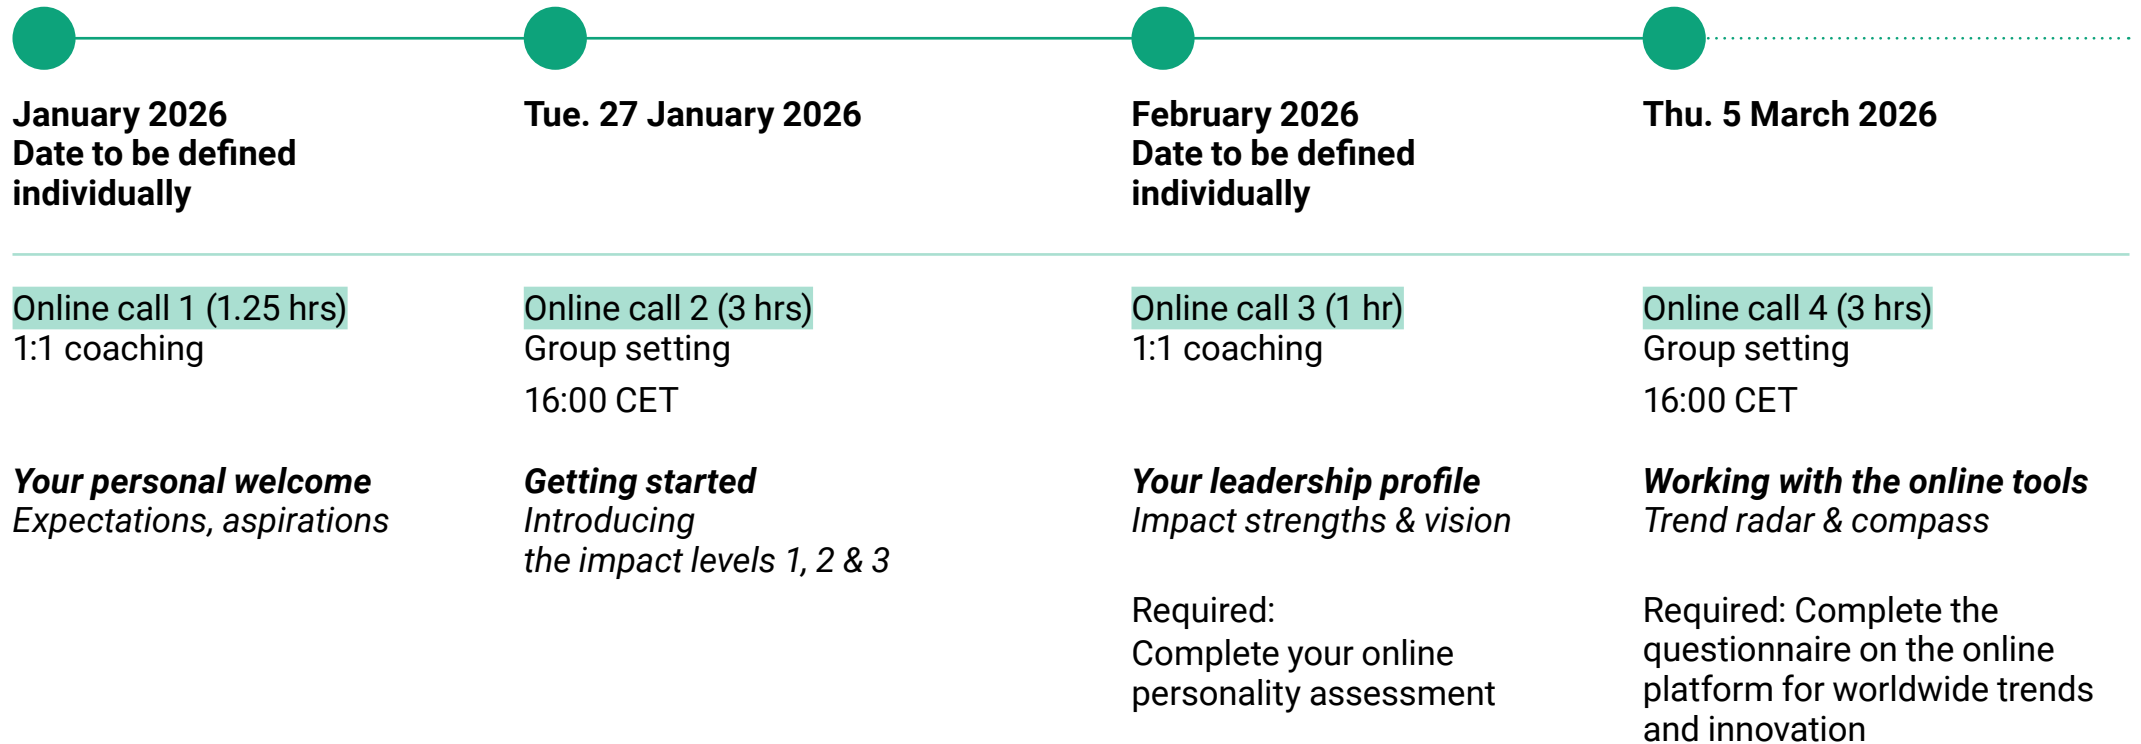 January 2026
Date to be defined
individually
Tue. 27 January 2026
February 2026
Date to be defined
individually
Thu. 5 March 2026
Online call 1 (1.25 hrs)
1:1 coaching
Your personal welcome
Expectations, aspirations
Online call 2 (3 hrs)
Group setting
16:00 CET
Getting started
Introducing
the impact levels 1, 2 & 3
Online call 3 (1 hr)
1:1 coaching
Your leadership profile
Impact strengths & vision
Required:
Complete your online
personality assessment
Online call 4 (3 hrs)
Group setting
16:00 CET
Working with the online tools
Trend radar & compass
Required: Complete the
questionnaire on the online
platform for worldwide trends
and innovation